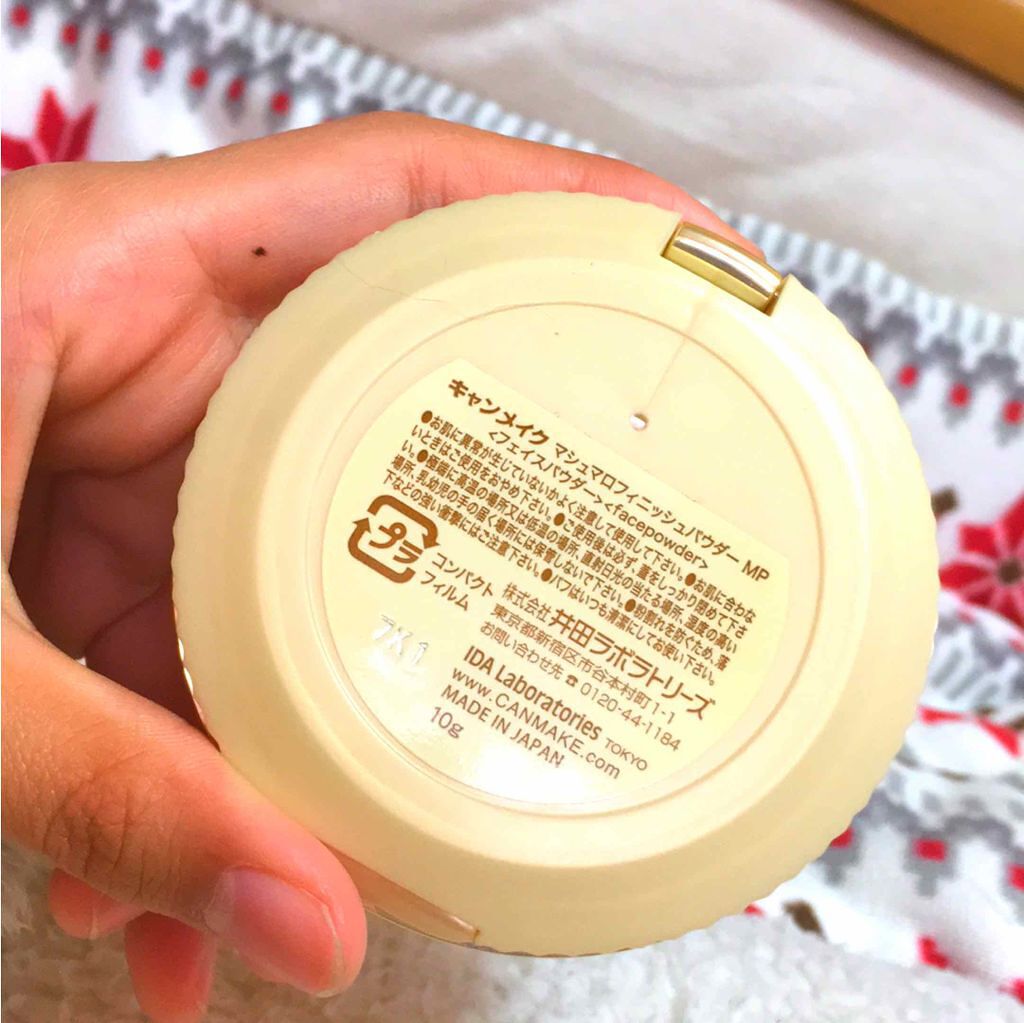 キャンメイク マシュマロフィニッシュパウダー MP
<フェイスパウダー><facepowder>
●お肌に異常が生じていないかよく注意して使用して下さい。●お肌に合わな
いときはご使用をおやめ下さい。●ご使用後は必ず、蓋をしっかり閉めて下さ
い。●極端に高温の場所又は低温の場所、直射日光の当たる場所、湿度の高い
場所、乳幼児の手の届く場所には保管しないで下さい。●粉割れを防ぐため、落
下などの強い衝撃にはご注意下さい。●パフはいつも清潔にしてお使い下さい。
プラ
コンパクト
フィルム
株式会社 井田ラボラトリーズ
東京都新宿区市谷本村町1-1
お問い合わせ先☎0120-44-1184
IDA Laboratories TOKYO
www.CANMAKE.com
MADE IN JAPAN
10g
7K1